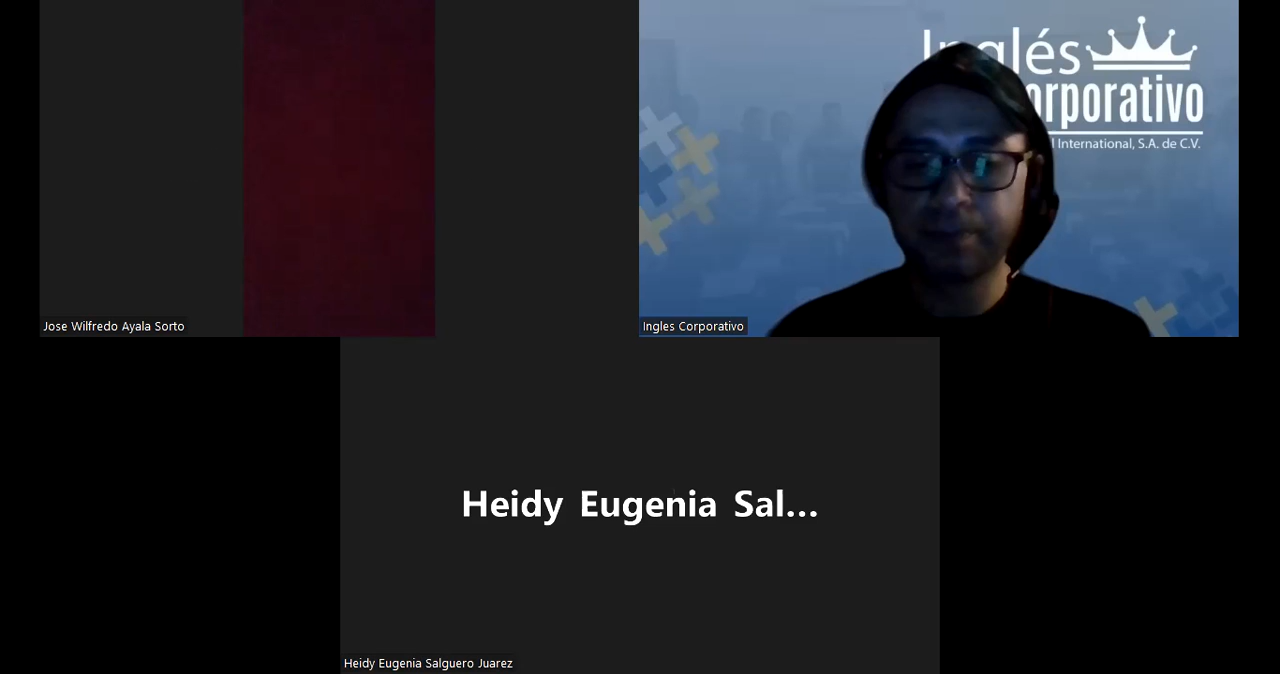 Inglés
orporativo
l International, S.A. de C.V.
Jose Wilfredo Ayala Sorto
Ingles Corporativo
Heidy Eugenia Sal...
Heidy Eugenia Salguero Juarez